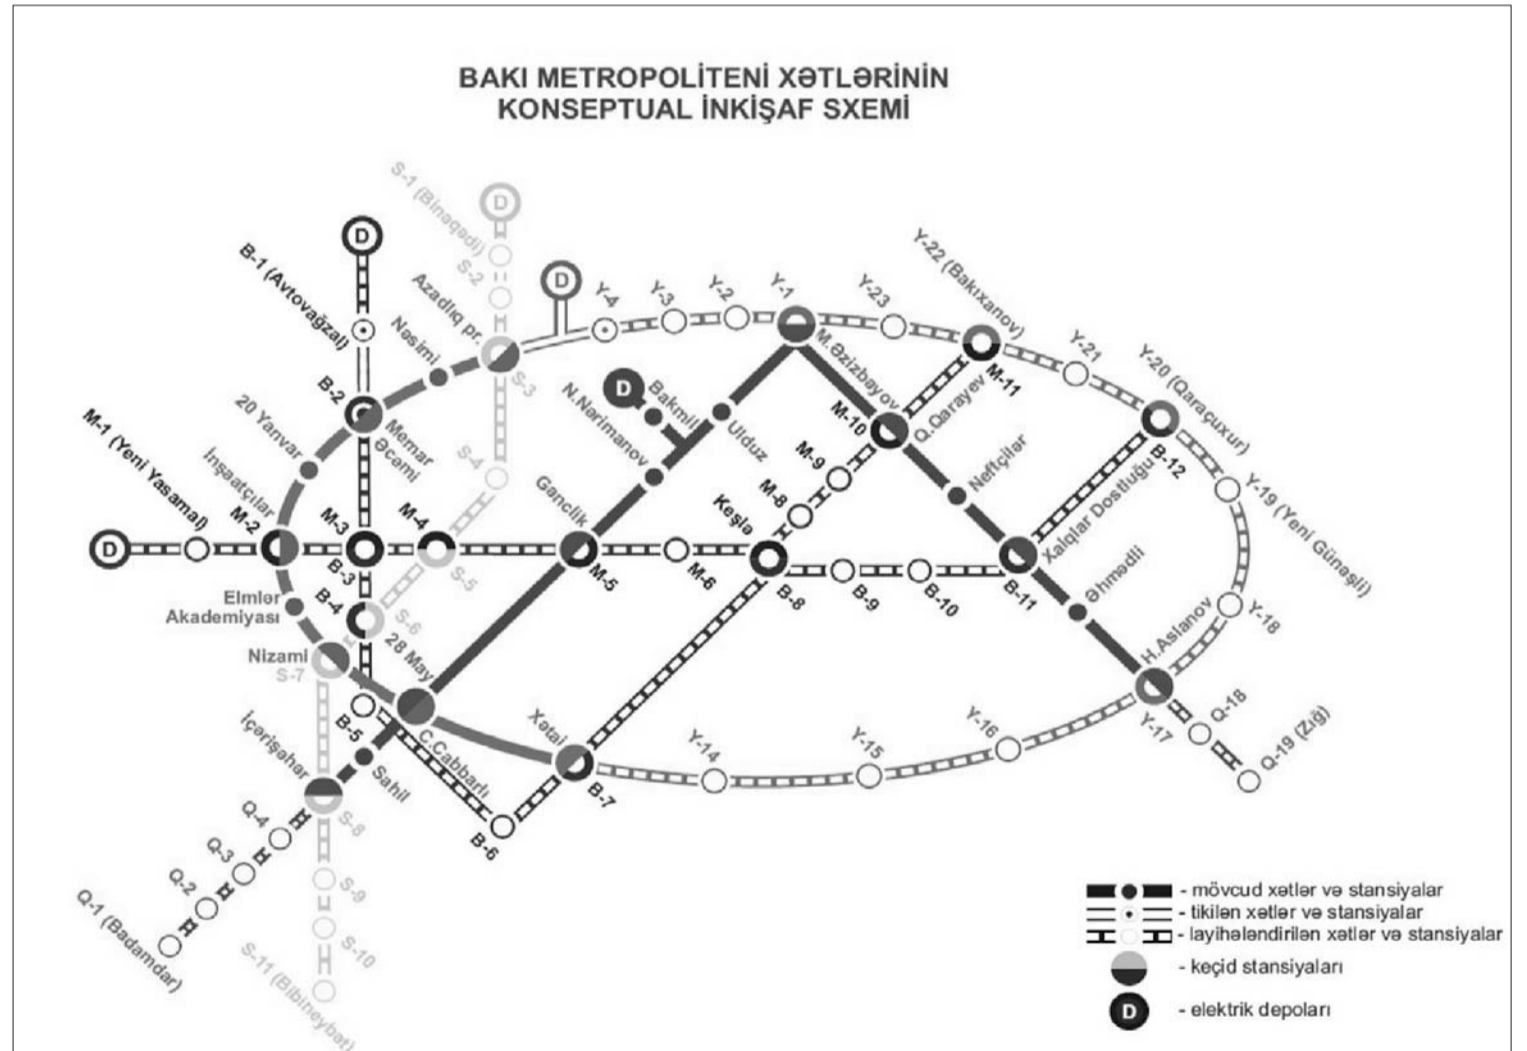 BAKI METROPOLİTENİ XƏTLƏRİNİN
KONSEPTUAL İNKİŞAF SXEMİ
S-1 (Binəqədi)
D
S-2
D
B-1 (Avtovağzal)
D
Azadlıq pr.
S-3
Nəsimi
B-2
Memar
Əcəmi
20 Yanvar
İnşaatçılar
M-1 (Yeni Yasamal)
D
M-2
M-3
B-3
M-4
S-4
S-5
S-6
B-4
Elmlər
Akademiyası
Nizami
S-7
28 May
C.Cabbarlı
B-5
Sahil
İçərişəhər
S-8
S-9
S-10
S-11 (Bibiheybət)
Q-4
Q-3
Q-2
Q-1 (Badamdar)
B-6
Xətai
B-7
Y-4
Y-3
Y-2
Y-1
M.Əzizbəyov
Y-23
Y-22 (Bakıxanov)
M-11
Y-21
Y-20 (Qaraçuxur)
B-12
Y-19 (Yeni Günəşli)
Y-18
D
Bakmil
N.Nərimanov
Ulduz
Gənclik
M-5
M-6
Keşlə
B-8
M-8
M-9
M-10
Q.Qarayev
Neftçilər
Xalqlar Dostluğu
B-9
B-10
B-11
Əhmədli
H.Aslanov
Y-17
Y-14
Y-15
Y-16
Q-18
Q-19 (Zığ)
- mövcud xətlər və stansiyalar
- tikilən xətlər və stansiyalar
- layihələndirilən xətlər və stansiyalar
- keçid stansiyaları
D - elektrik depoları